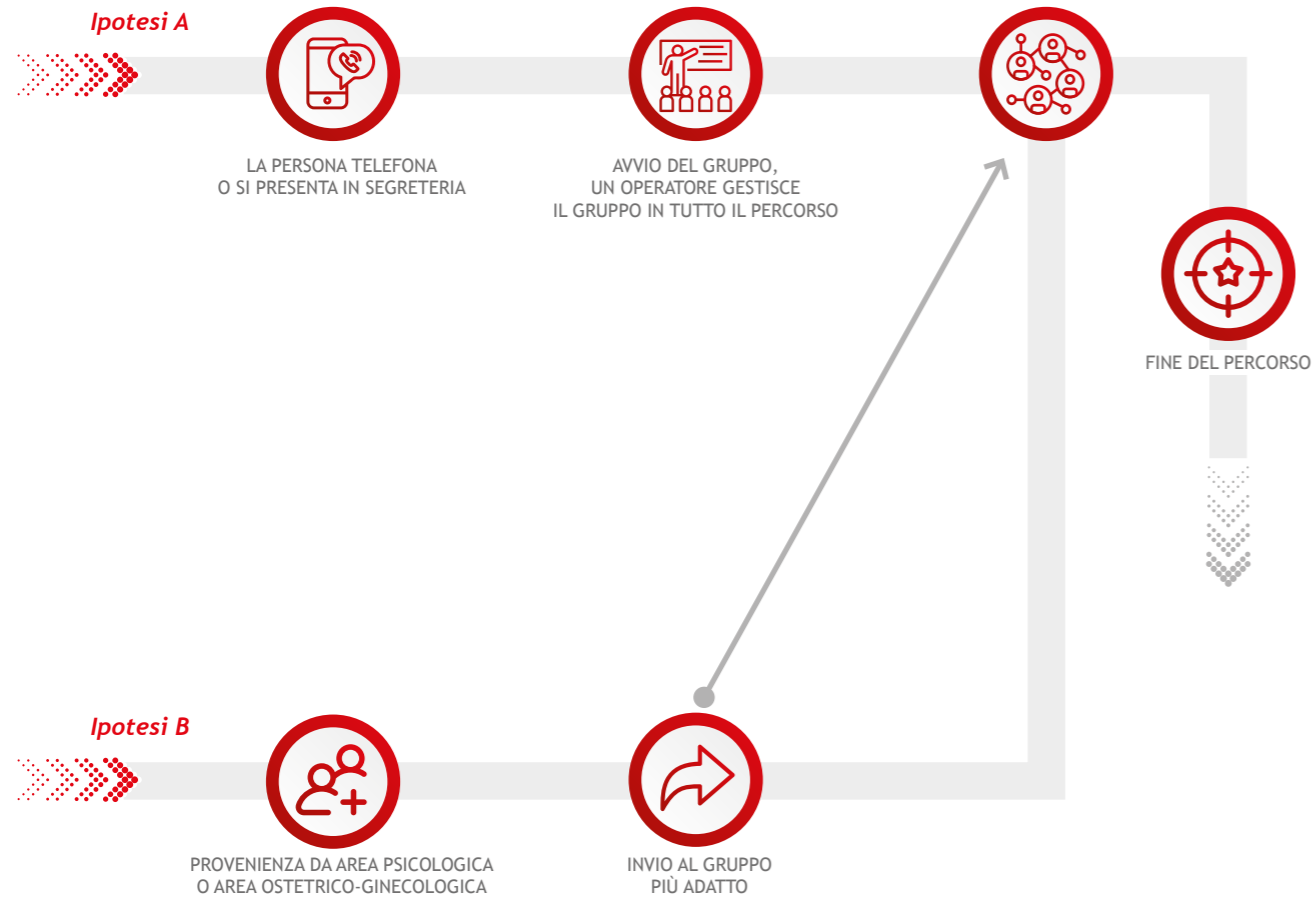 Ipotesi A
LA PERSONA TELEFONA
O SI PRESENTA IN SEGRETERIA
AVVIO DEL GRUPPO,
UN OPERATORE GESTISCE
IL GRUPPO IN TUTTO IL PERCORSO
FINE DEL PERCORSO
Ipotesi B
PROVENIENZA DA AREA PSICOLOGICA
O AREA OSTETRICO-GINECOLOGICA
INVIO AL GRUPPO
PIÙ ADATTO